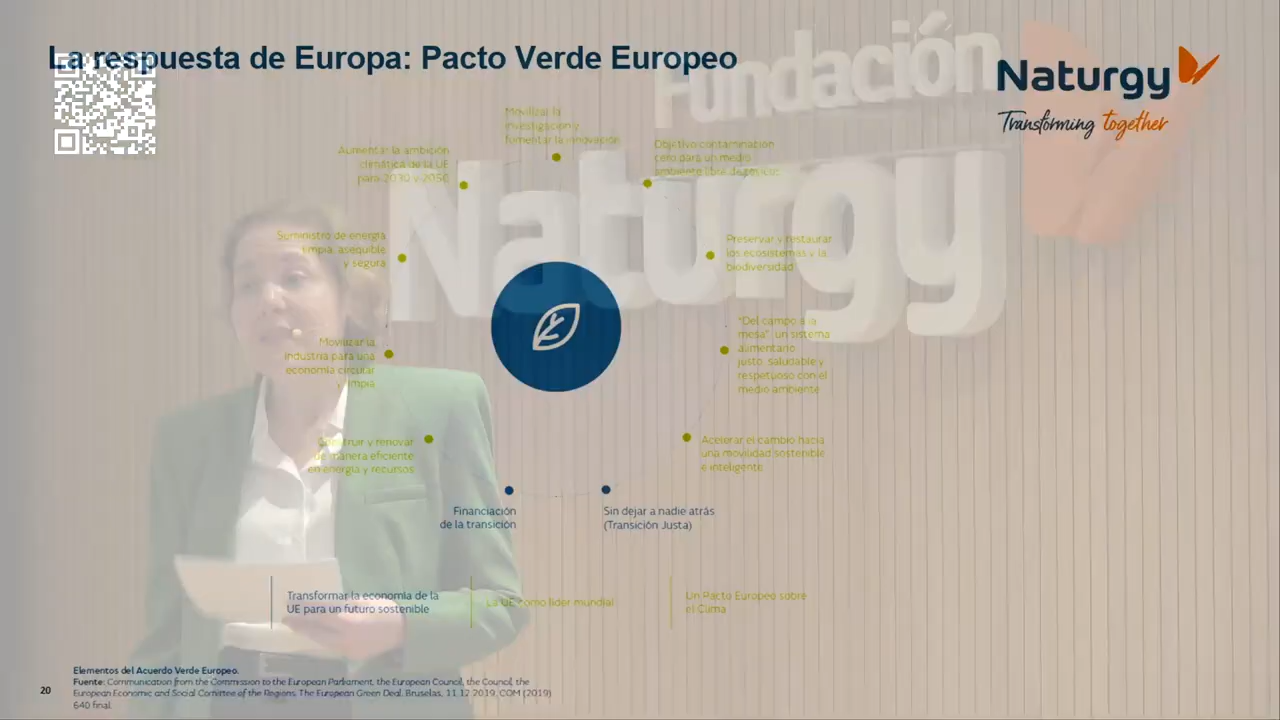 La respuesta de Europa: Pacto Verde Europeo
Fundación
Naturgy
Naturgy
Transforming together
Movilizar la
investigación y
fomentar la innovación
Aumentar la ambición
climática de la UE
para 2030 y 2050
Objetivo contaminación
cero para un medio
ambiente libre de tóxicos
Suministro de energía
limpia, asequible
y segura
Preservar y restaurar
los ecosistemas y la
biodiversidad
Movilizar la
industria para una
economía circular
y limpia
"Del campo a la
mesa": un sistema
alimentario
justo, saludable y
respetuoso con el
medio ambiente
Construir y renovar
de manera eficiente
en energía y recursos
Acelerar el cambio hacia
una movilidad sostenible
e inteligente
Financiación
de la transición
Sin dejar a nadie atrás
(Transición Justa)
Transformar la economía de la
UE para un futuro sostenible
La UE como líder mundial
Un Pacto Europeo sobre
el Clima
Elementos del Acuerdo Verde Europeo.
Fuente: Communication from the Commission to the European Parliament, the European Council, the Council, the
European Economic and Social Comittee of the Regions. The European Green Deal. Bruselas, 11.12.2019, COM (2019)
640 final.
20